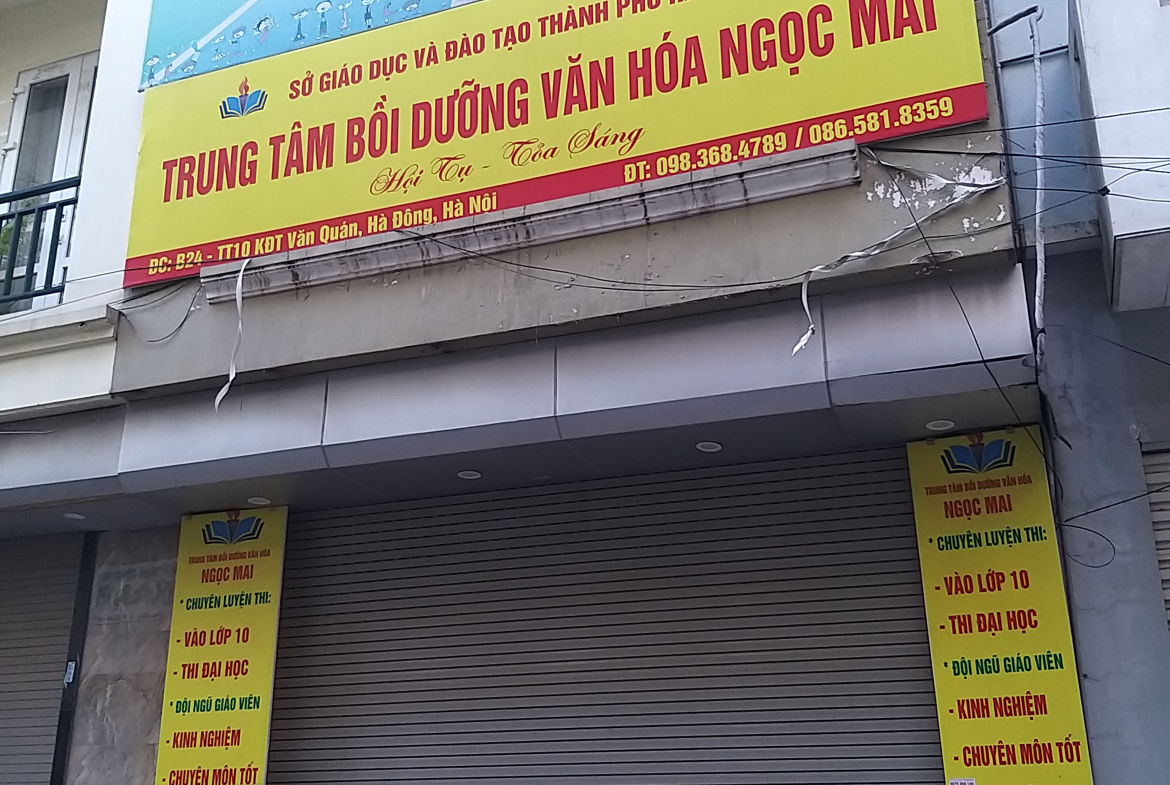 SỞ GIÁO DỤC VÀ ĐÀO TẠO THÀNH PHỐ
TRUNG TÂM BỒI DƯỠNG VĂN HÓA NGỌC MAI
Hội Tụ - Tỏa Sáng
ĐC: B24 - TT10 KĐT Văn Quán, Hà Đông, Hà Nôi
ĐT: 098.368.4789 / 086.581.8359
TRUNG TÂM BỒI DƯỠNG VĂN HÓA
NGỌC MAI
* CHUYÊN LUYỆN THI:
- VÀO LỚP 10
- THI ĐẠI HỌC
* ĐỘI NGŨ GIÁO VIÊN
- KINH NGHIỆM
- CHUYÊN MÔN TỐT
TRUNG TÂM BỒI DƯỠNG VĂN HÓA
NGỌC MAI
* CHUYÊN LUYỆN THI:
- VÀO LỚP 10
- THI ĐẠI HỌC
* ĐỘI NGŨ GIÁO VIÊN
- KINH NGHIỆM
- CHUYÊN MÔN TỐT